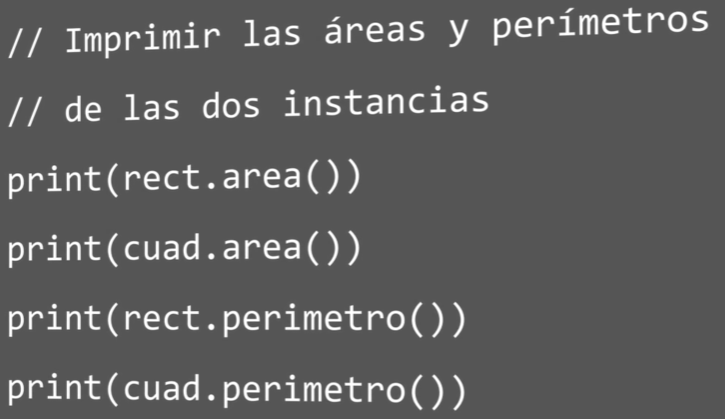 // Imprimir las áreas y perímetros
// de las dos instancias
print(rect.area())
print(cuad.area())
print(rect.perimetro())
print(cuad.perimetro())